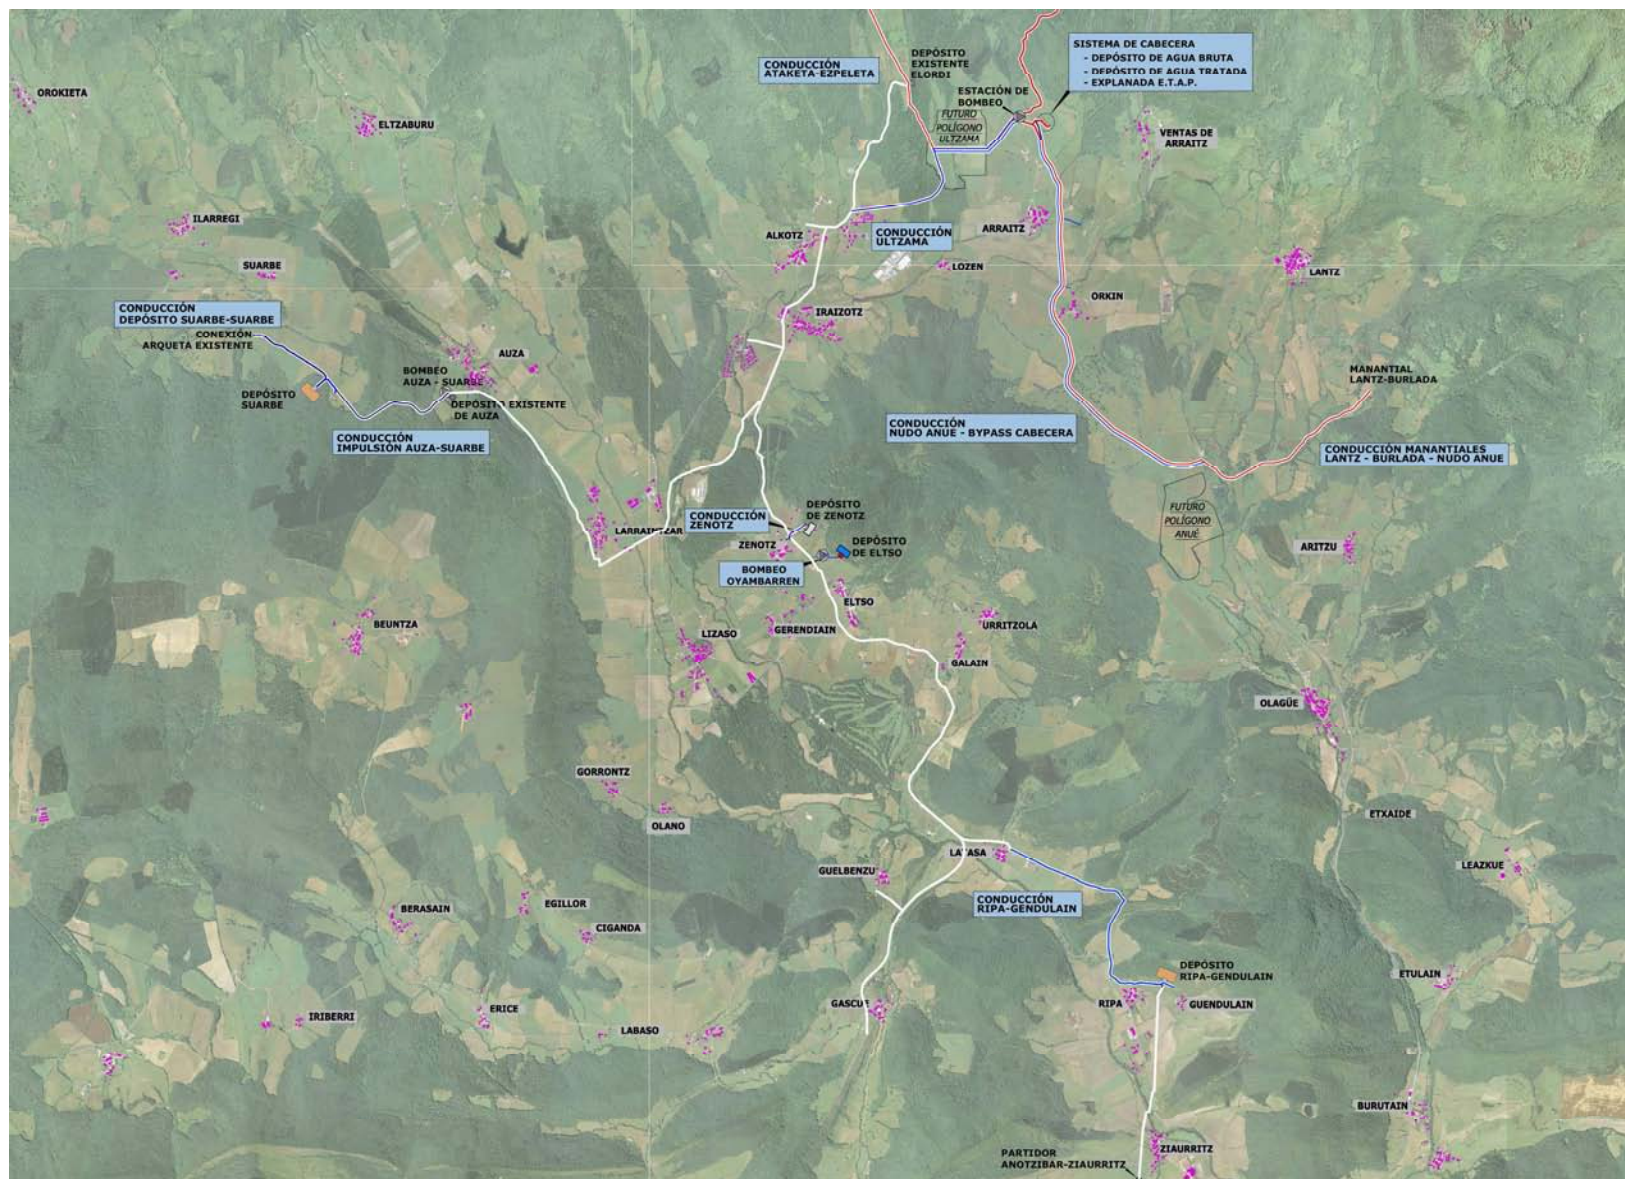 CONDUCCIÓN
ATAKETA-EZPELETA
DEPÓSITO
EXISTENTE
ELORDI
SISTEMA DE CABECERA
- DEPÓSITO DE AGUA BRUTA
- DEPÓSITO DE AGUA TRATADA
- EXPLANADA E.T.A.P.
ESTACIÓN DE
BOMBEO
FUTURO
POLÍGONO
ULTZAMA
OROKIETA
ELTZABURU
VENTAS DE
ARRAITZ
ILARREGI
ALKOTZ
CONDUCCIÓN
ULTZAMA
ARRAITZ
SUARBE
LOZEN
LANTZ
CONDUCCIÓN
DEPÓSITO SUARBE-SUARBE
CONEXIÓN
ARQUETA EXISTENTE
IRAIZOTZ
ORKIN
AUZA
BOMBEO
AUZA - SUARBE
DEPÓSITO EXISTENTE
DE AUZA
DEPÓSITO
SUARBE
MANANTIAL
LANTZ-BURLADA
CONDUCCIÓN
IMPULSIÓN AUZA-SUARBE
CONDUCCIÓN
NUDO ANUE - BYPASS CABECERA
CONDUCCIÓN MANANTIALES
LANTZ - BURLADA - NUDO ANUE
FUTURO
POLÍGONO
ANUÉ
LARRAINTZAR
CONDUCCIÓN
ZENOTZ
DEPÓSITO
DE ZENOTZ
ZENOTZ
DEPÓSITO
DE ELTSO
ARITZU
BOMBEO
OYAMBARREN
ELTSO
BEUNTZA
LIZASO
GERENDIAIN
URRITZOLA
GALAIN
OLAGÜE
GORRONTZ
OLANO
ETXAIDE
LATASA
GUELBENZU
LEAZKUE
CONDUCCIÓN
RIPA-GENDULAIN
BERASAIN
EGILLOR
CIGANDA
DEPÓSITO
RIPA-GENDULAIN
ETULAIN
GASCUE
RIPA
GUENDULAIN
IRIBERRI
ERICE
LABASO
BURUTAIN
PARTIDOR
ANOTZIBAR-ZIAURRITZ
ZIAURRITZ